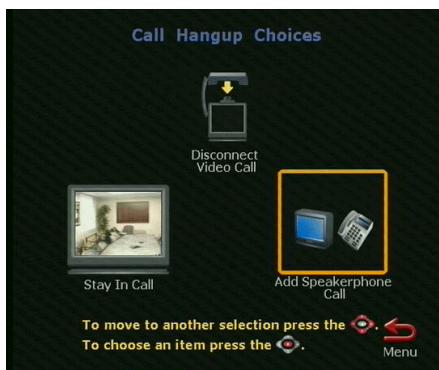 Call Hangup Choices
Disconnect
Video Call
Stay In Call
Add Speakerphone
Call
To move to another selection press the .
To choose an item press the .
Menu